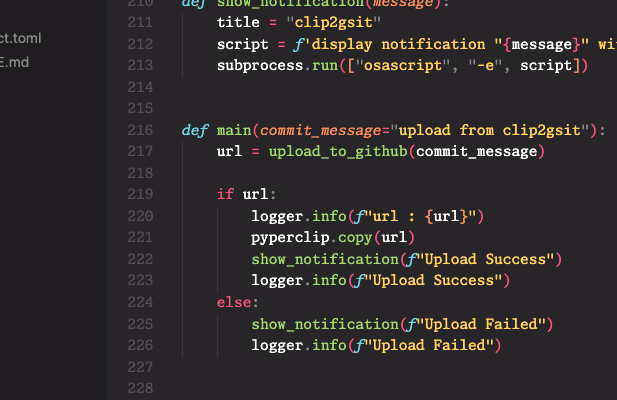 ct.toml
E.md
210 def show_notification(message):
211 title = "clip2gsit"
212 script = f'display notification "{message}" wi
213 subprocess.run(["osascript", "-e", script])
214
215
216 def main(commit_message="upload from clip2gsit"):
217 url = upload_to_github(commit_message)
218
219 if url:
220 logger.info(f"url : {url}")
221 pyperclip.copy(url)
222 show_notification(f"Upload Success")
223 logger.info(f"Upload Success")
224 else:
225 show_notification(f"Upload Failed")
226 logger.info(f"Upload Failed")
227
228